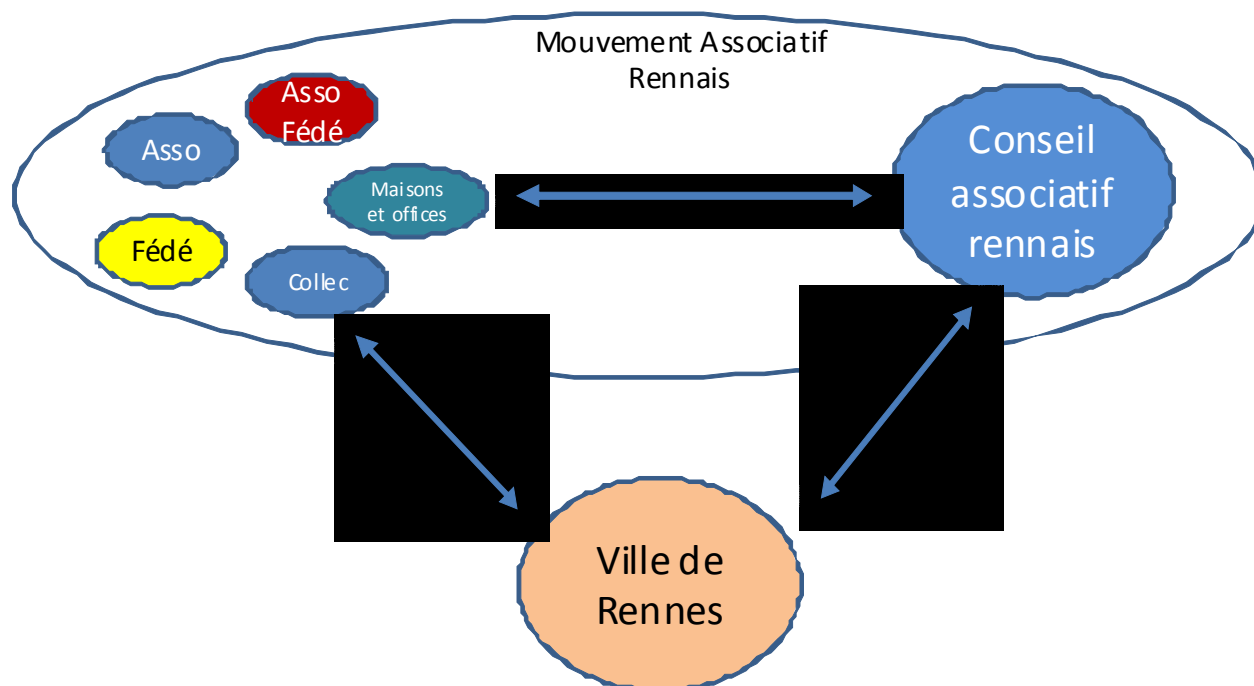 Mouvement Associatif
Rennais
Asso
Fédé
Asso
Maisons
et offices
Fédé
Collec
Conseil
associatif
rennais
Ville de
Rennes